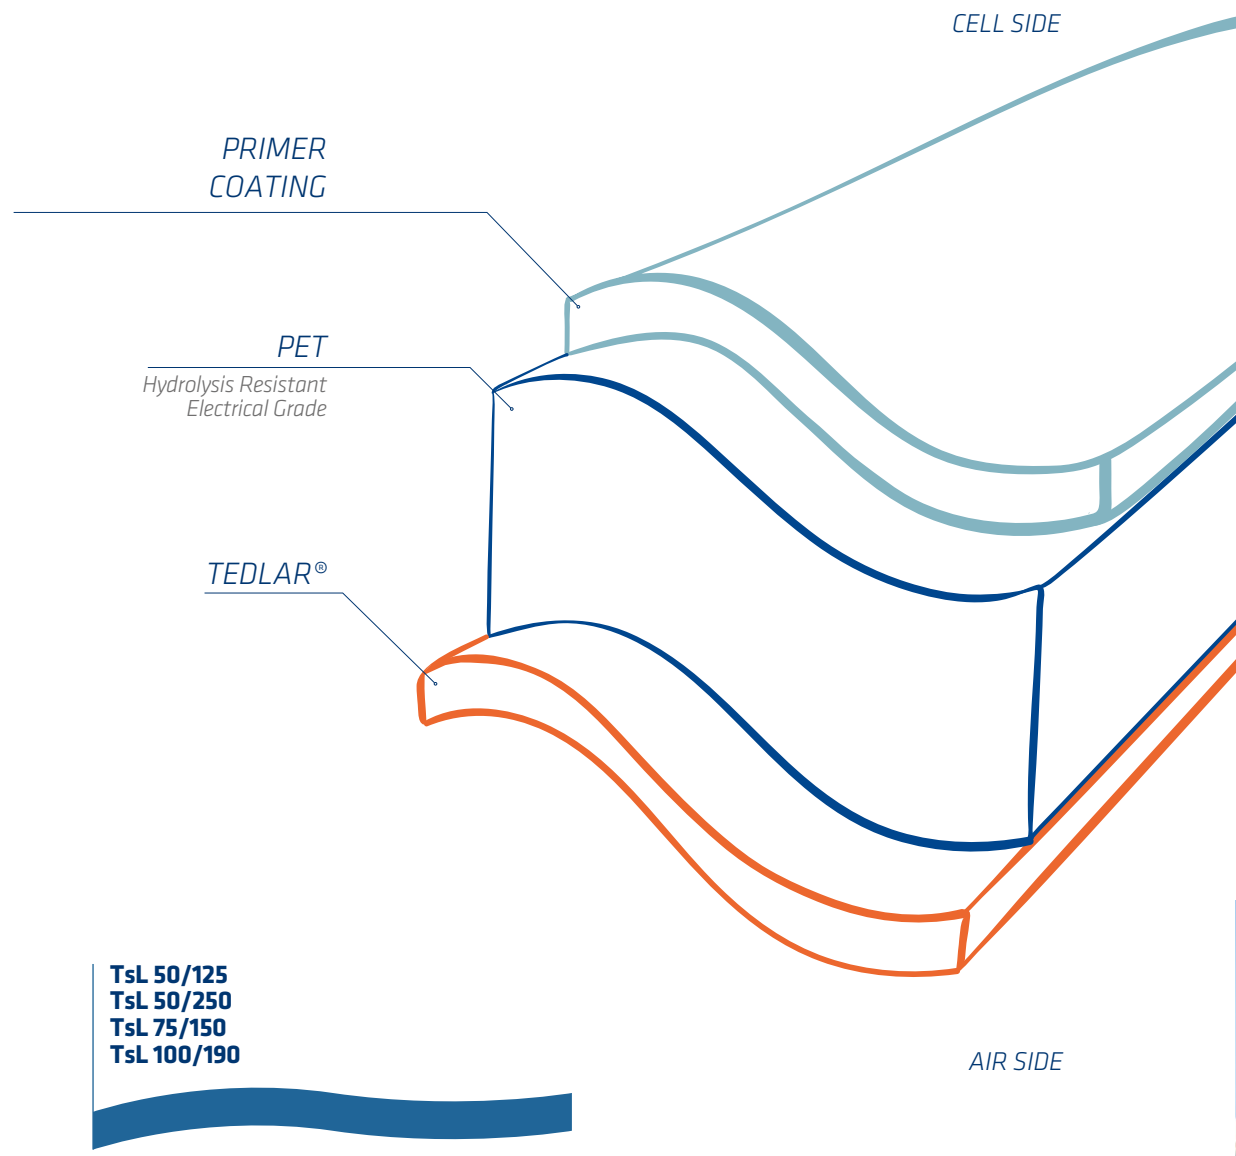 CELL SIDE
PRIMER
COATING
PET
Hydrolysis Resistant
Electrical Grade
TEDLAR®
TsL 50/125
TsL 50/250
TsL 75/150
TsL 100/190
AIR SIDE